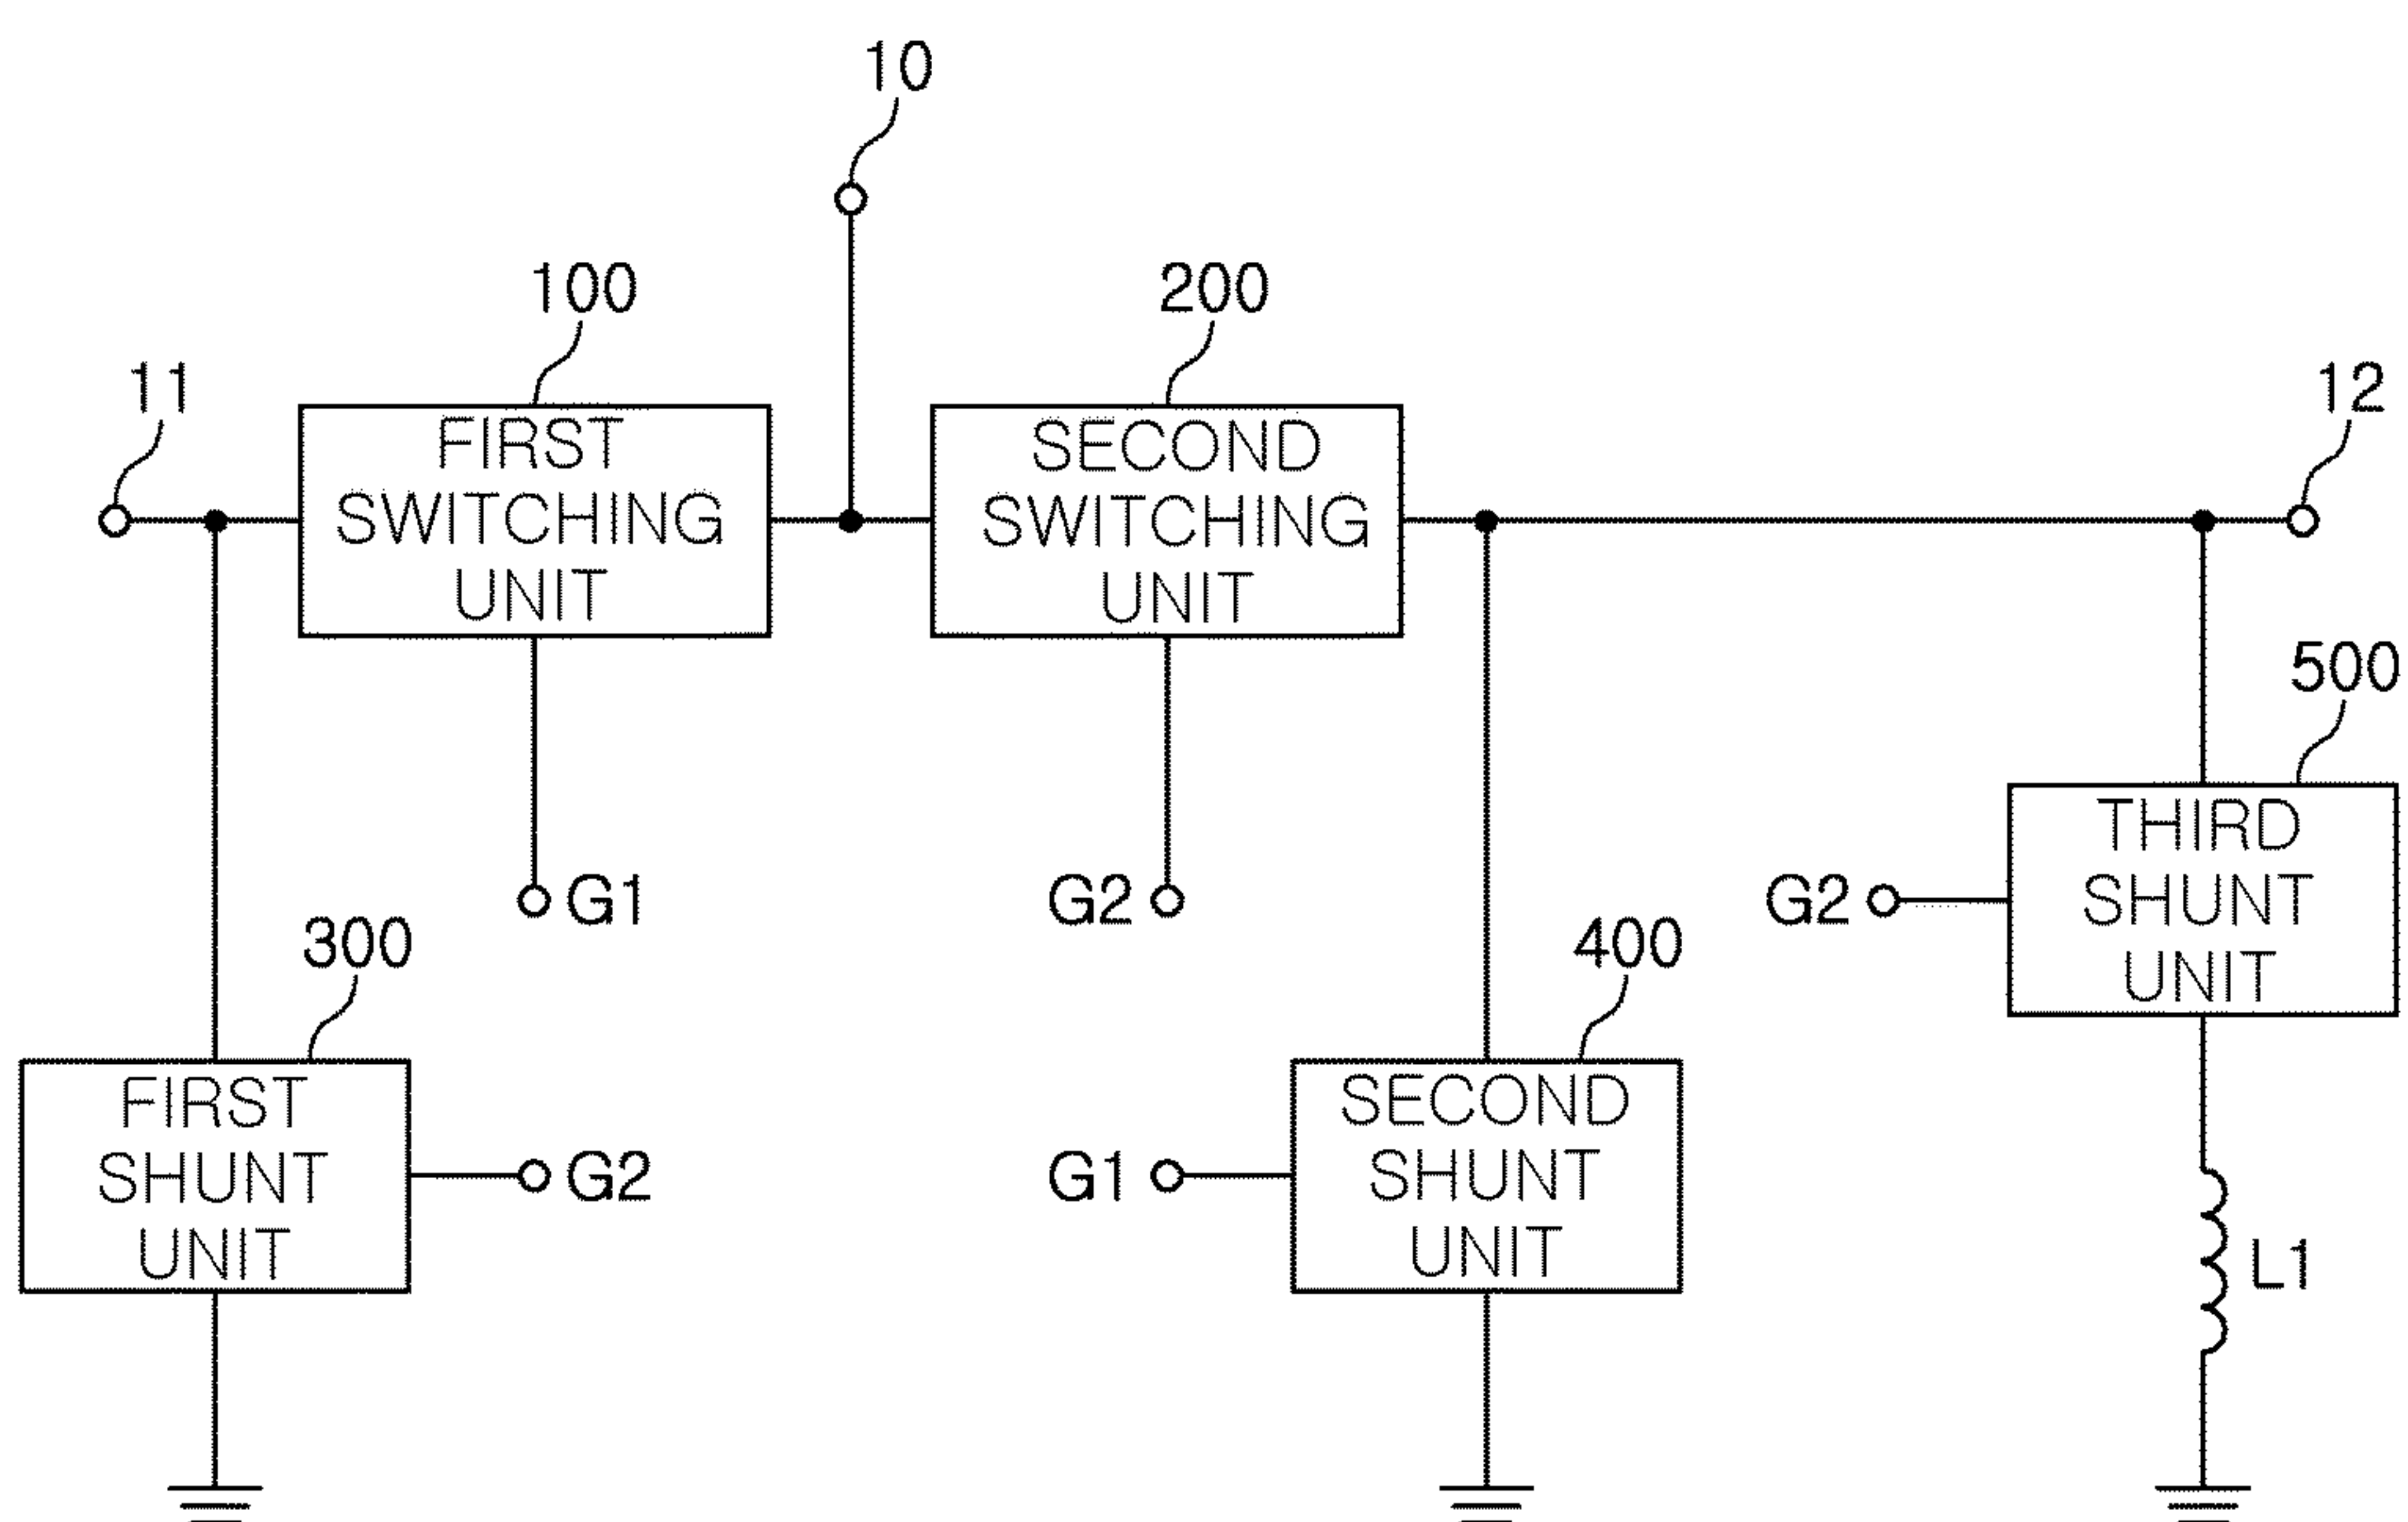 10
100
200
11
12
FIRST
SWITCHING
UNIT
SECOND
SWITCHING
UNIT
500
THIRD
SHUNT
UNIT
G1
G2
G2
300
400
FIRST
SHUNT
UNIT
G2
G1
SECOND
SHUNT
UNIT
L1